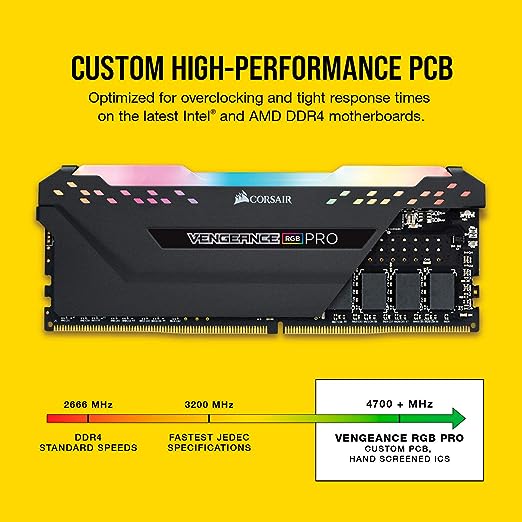 CUSTOM HIGH-PERFORMANCE PCB
Optimized for overclocking and tight response times
on the latest Intel® and AMD DDR4 motherboards.
CORSAIR
VENGEANCE RGB PRO
2666 MHz
3200 MHz
4700 + MHz
DDR4
STANDARD SPEEDS
FASTEST JEDEC
SPECIFICATIONS
VENGEANCE RGB PRO
CUSTOM PCB,
HAND SCREENED ICS